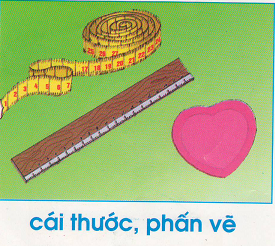 cái thước, phấn vẽ